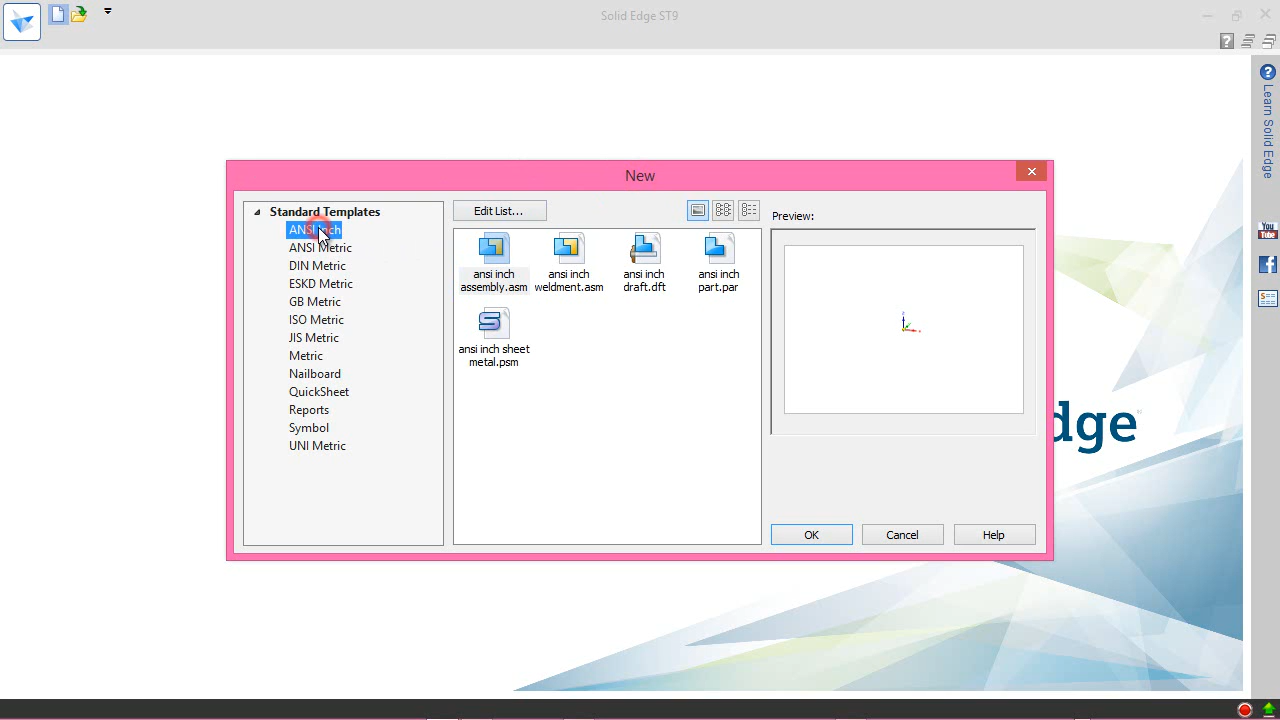 Solid Edge ST9
Learn Solid Edge
New
Standard Templates
ANSI Inch
ANSI Metric
DIN Metric
ESKD Metric
GB Metric
ISO Metric
JIS Metric
Metric
Nailboard
QuickSheet
Reports
Symbol
UNI Metric
Edit List...
ansi inch
assembly.asm
ansi inch
weldment.asm
ansi inch
draft.dft
ansi inch
part.par
ansi inch sheet
metal.psm
Preview:
OK
Cancel
Help
dge
You
Tube